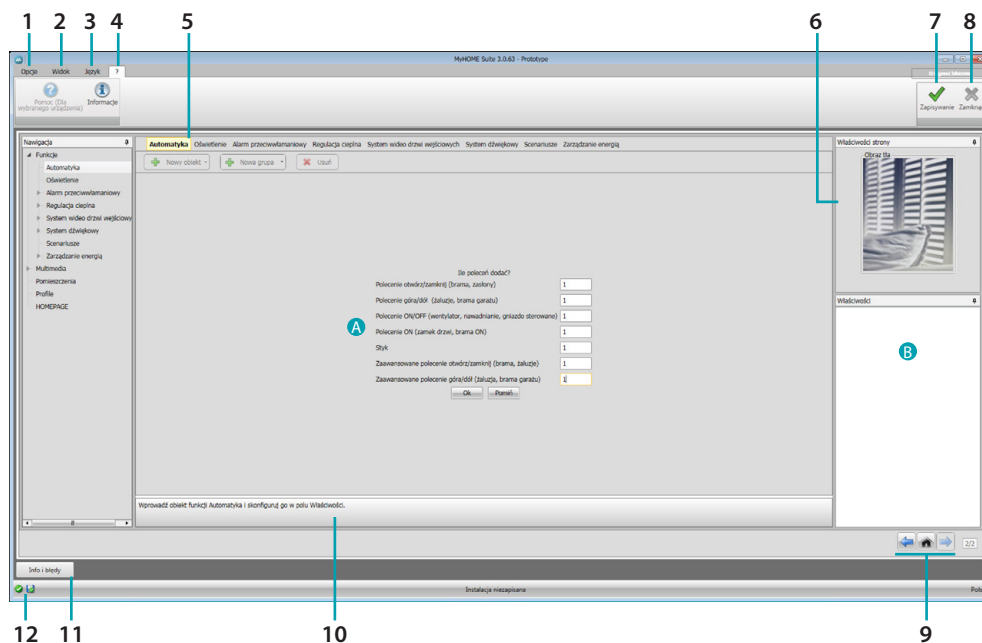 1 2 3 4 5 6 7 8
MyHOME Suite 3.0.63 - Prototype
Opcje Widok Język ?
Pomoc (Dla wybranego urządzenia)
Informacje
Zapisywanie
Nawigacja
Funkcje
Automatyka
Oświetlenie
Alarm przeciwwłamaniowy
Regulacja cieplna
System wideo drzwi wejściowy
System dźwiękowy
Scenariusze
Zarządzanie energią
Multimedia
Pomieszczenia
Profile
HOMEPAGE
Automatyka Oświetlenie Alarm przeciwwłamaniowy Regulacja cieplna System wideo drzwi wejściowych System dźwiękowy Scenariusze Zarządzanie energią
Nowy obiekt Nowa grupa Usuń
Ile poleceń dodać?
Polecenie otwórz/zamknij (brama, zasłony) 1
Polecenie góra/dół (żaluzje, brama garażu) 1
Polecenie ON/OFF (wentylator, nawadnianie, gniazdo sterowane) 1
A
Polecenie ON (zamek drzwi, brama ON) 1
Styk 1
Zaawansowane polecenie otwórz/zamknij (brama, żaluzje) 1
Zaawansowane polecenie góra/dół (żaluzja, brama garażu) 1
Ok Pomiń
Wprowadź obiekt funkcji Automatyka i skonfiguruj go w polu Właściwości.
Właściwości strony
Obraz tła
Właściwości
B
2/2
Info i błędy
Instalacja niezapisana
12 11 10 9